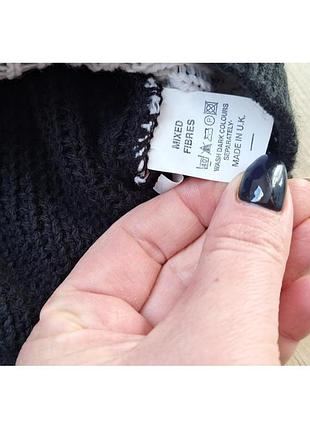 MIXED
FIBRES
WASH DARK COLOURS
SEPARATELY-
MADE IN U.K.